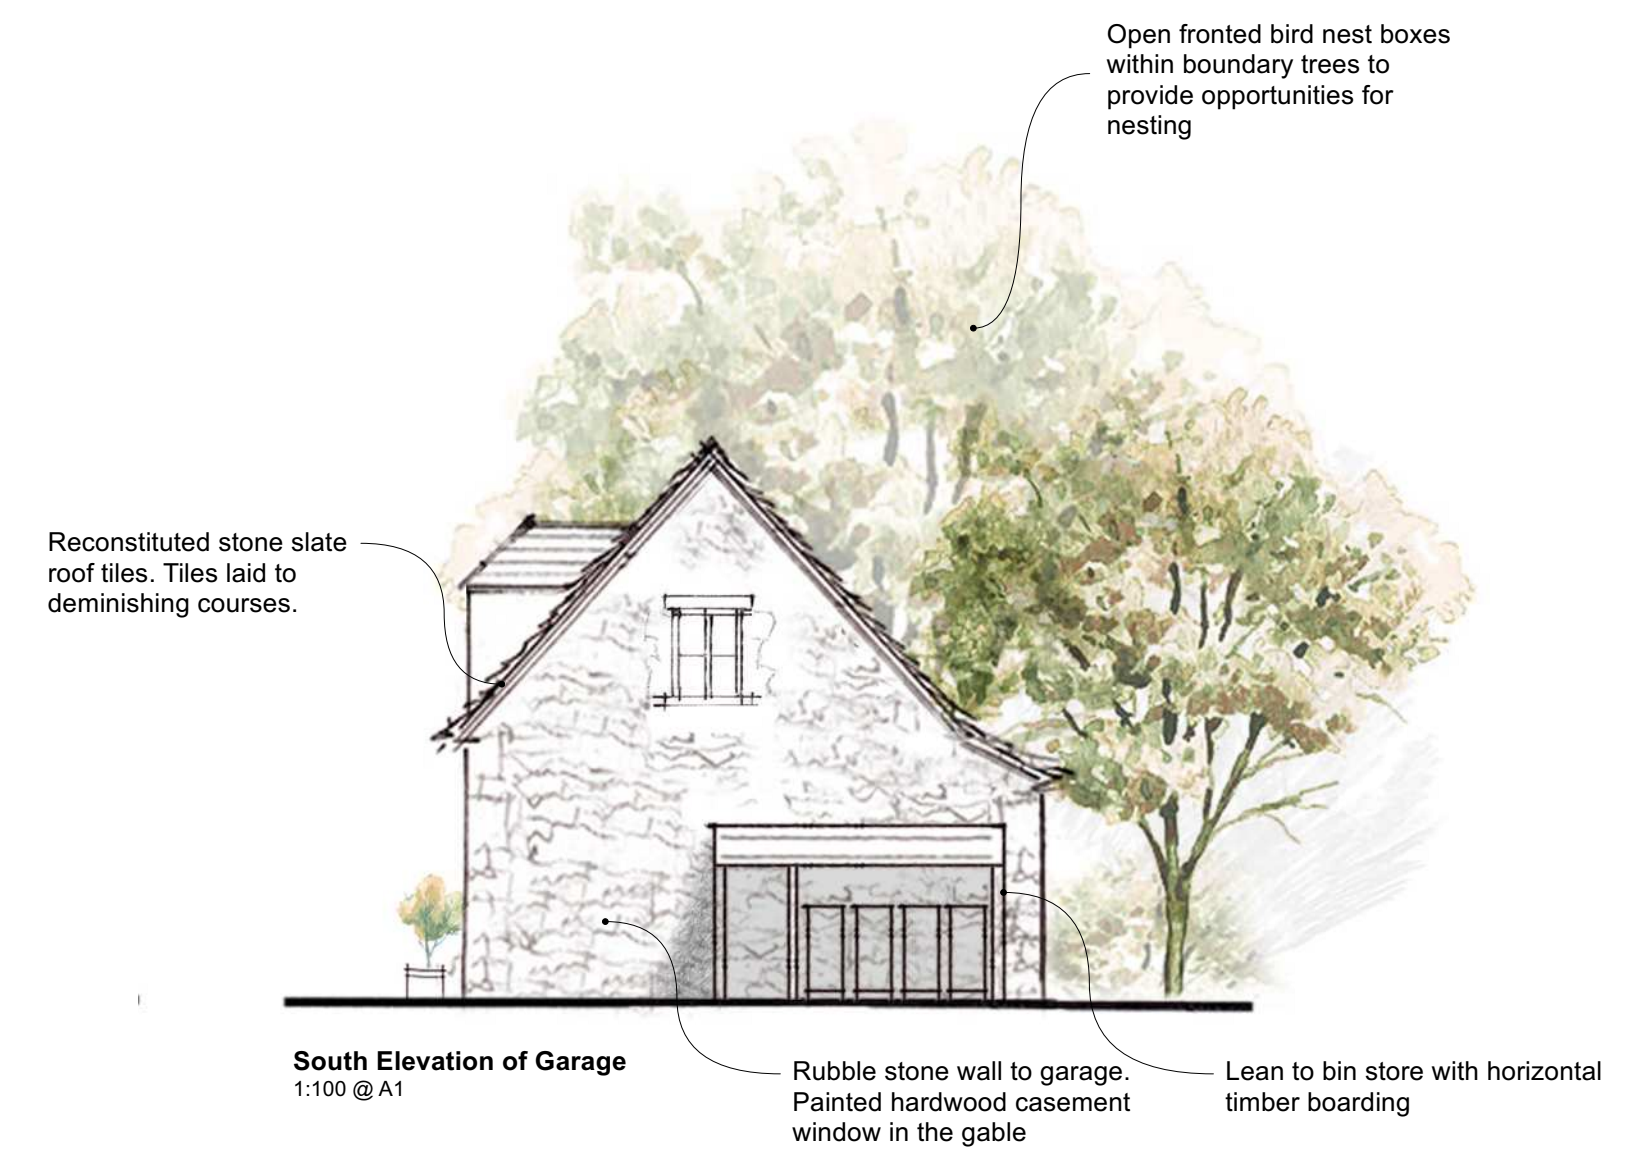 Open fronted bird nest boxes
within boundary trees to
provide opportunities for
nesting
Reconstituted stone slate
roof tiles. Tiles laid to
deminishing courses.
South Elevation of Garage
1:100 @ A1
Rubble stone wall to garage.
Painted hardwood casement
window in the gable
Lean to bin store with horizontal
timber boarding